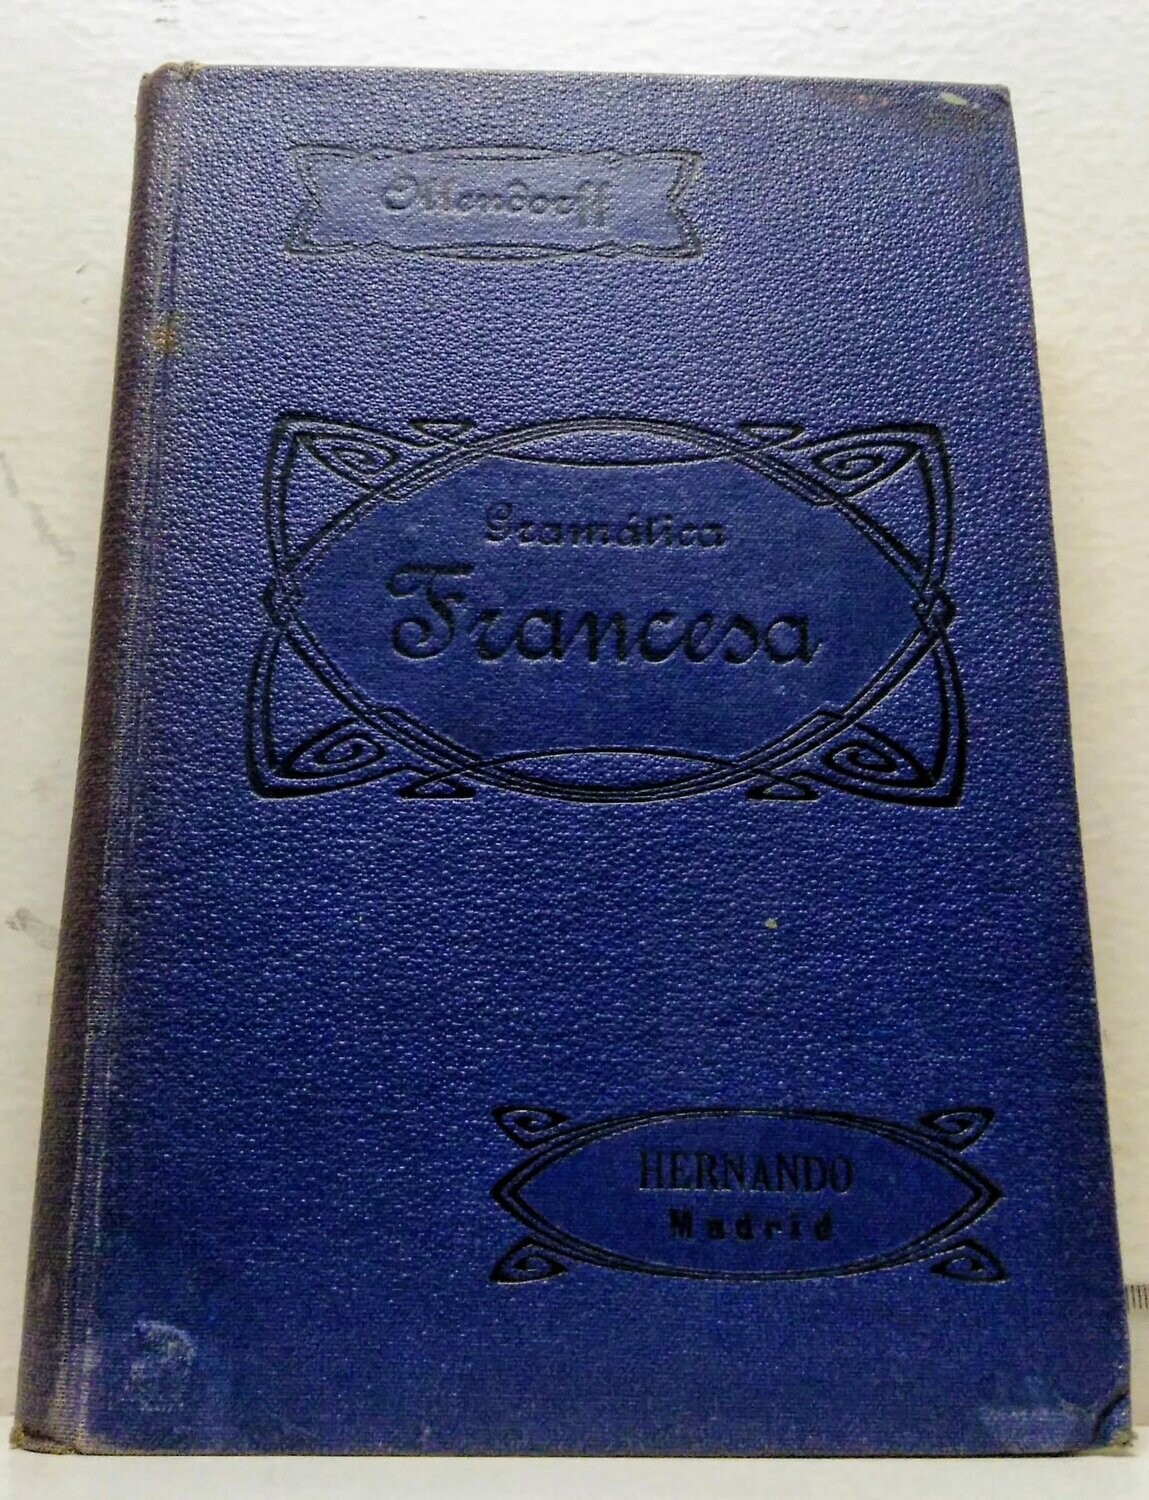 Ollendorff
Gramática
Francesa
HERNANDO
Madrid